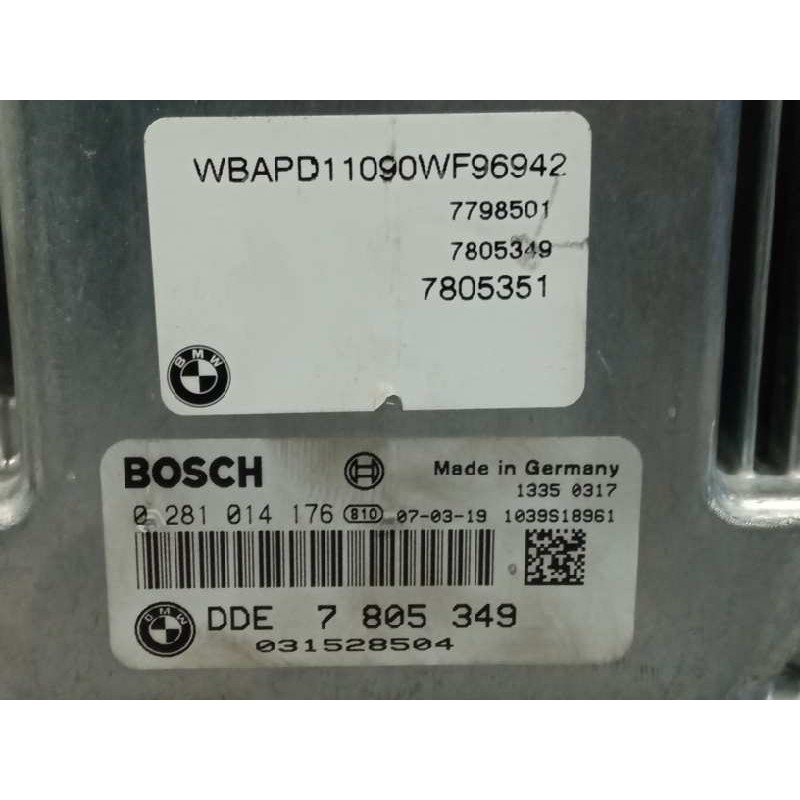 WBAPD11090WF96942
7798501
7805349
7805351
BMW
BOSCH
Made in Germany
1335 0317
0 281 014 176 810 07-03-19 1039S18961
BMW
DDE 7 805 349
031528504